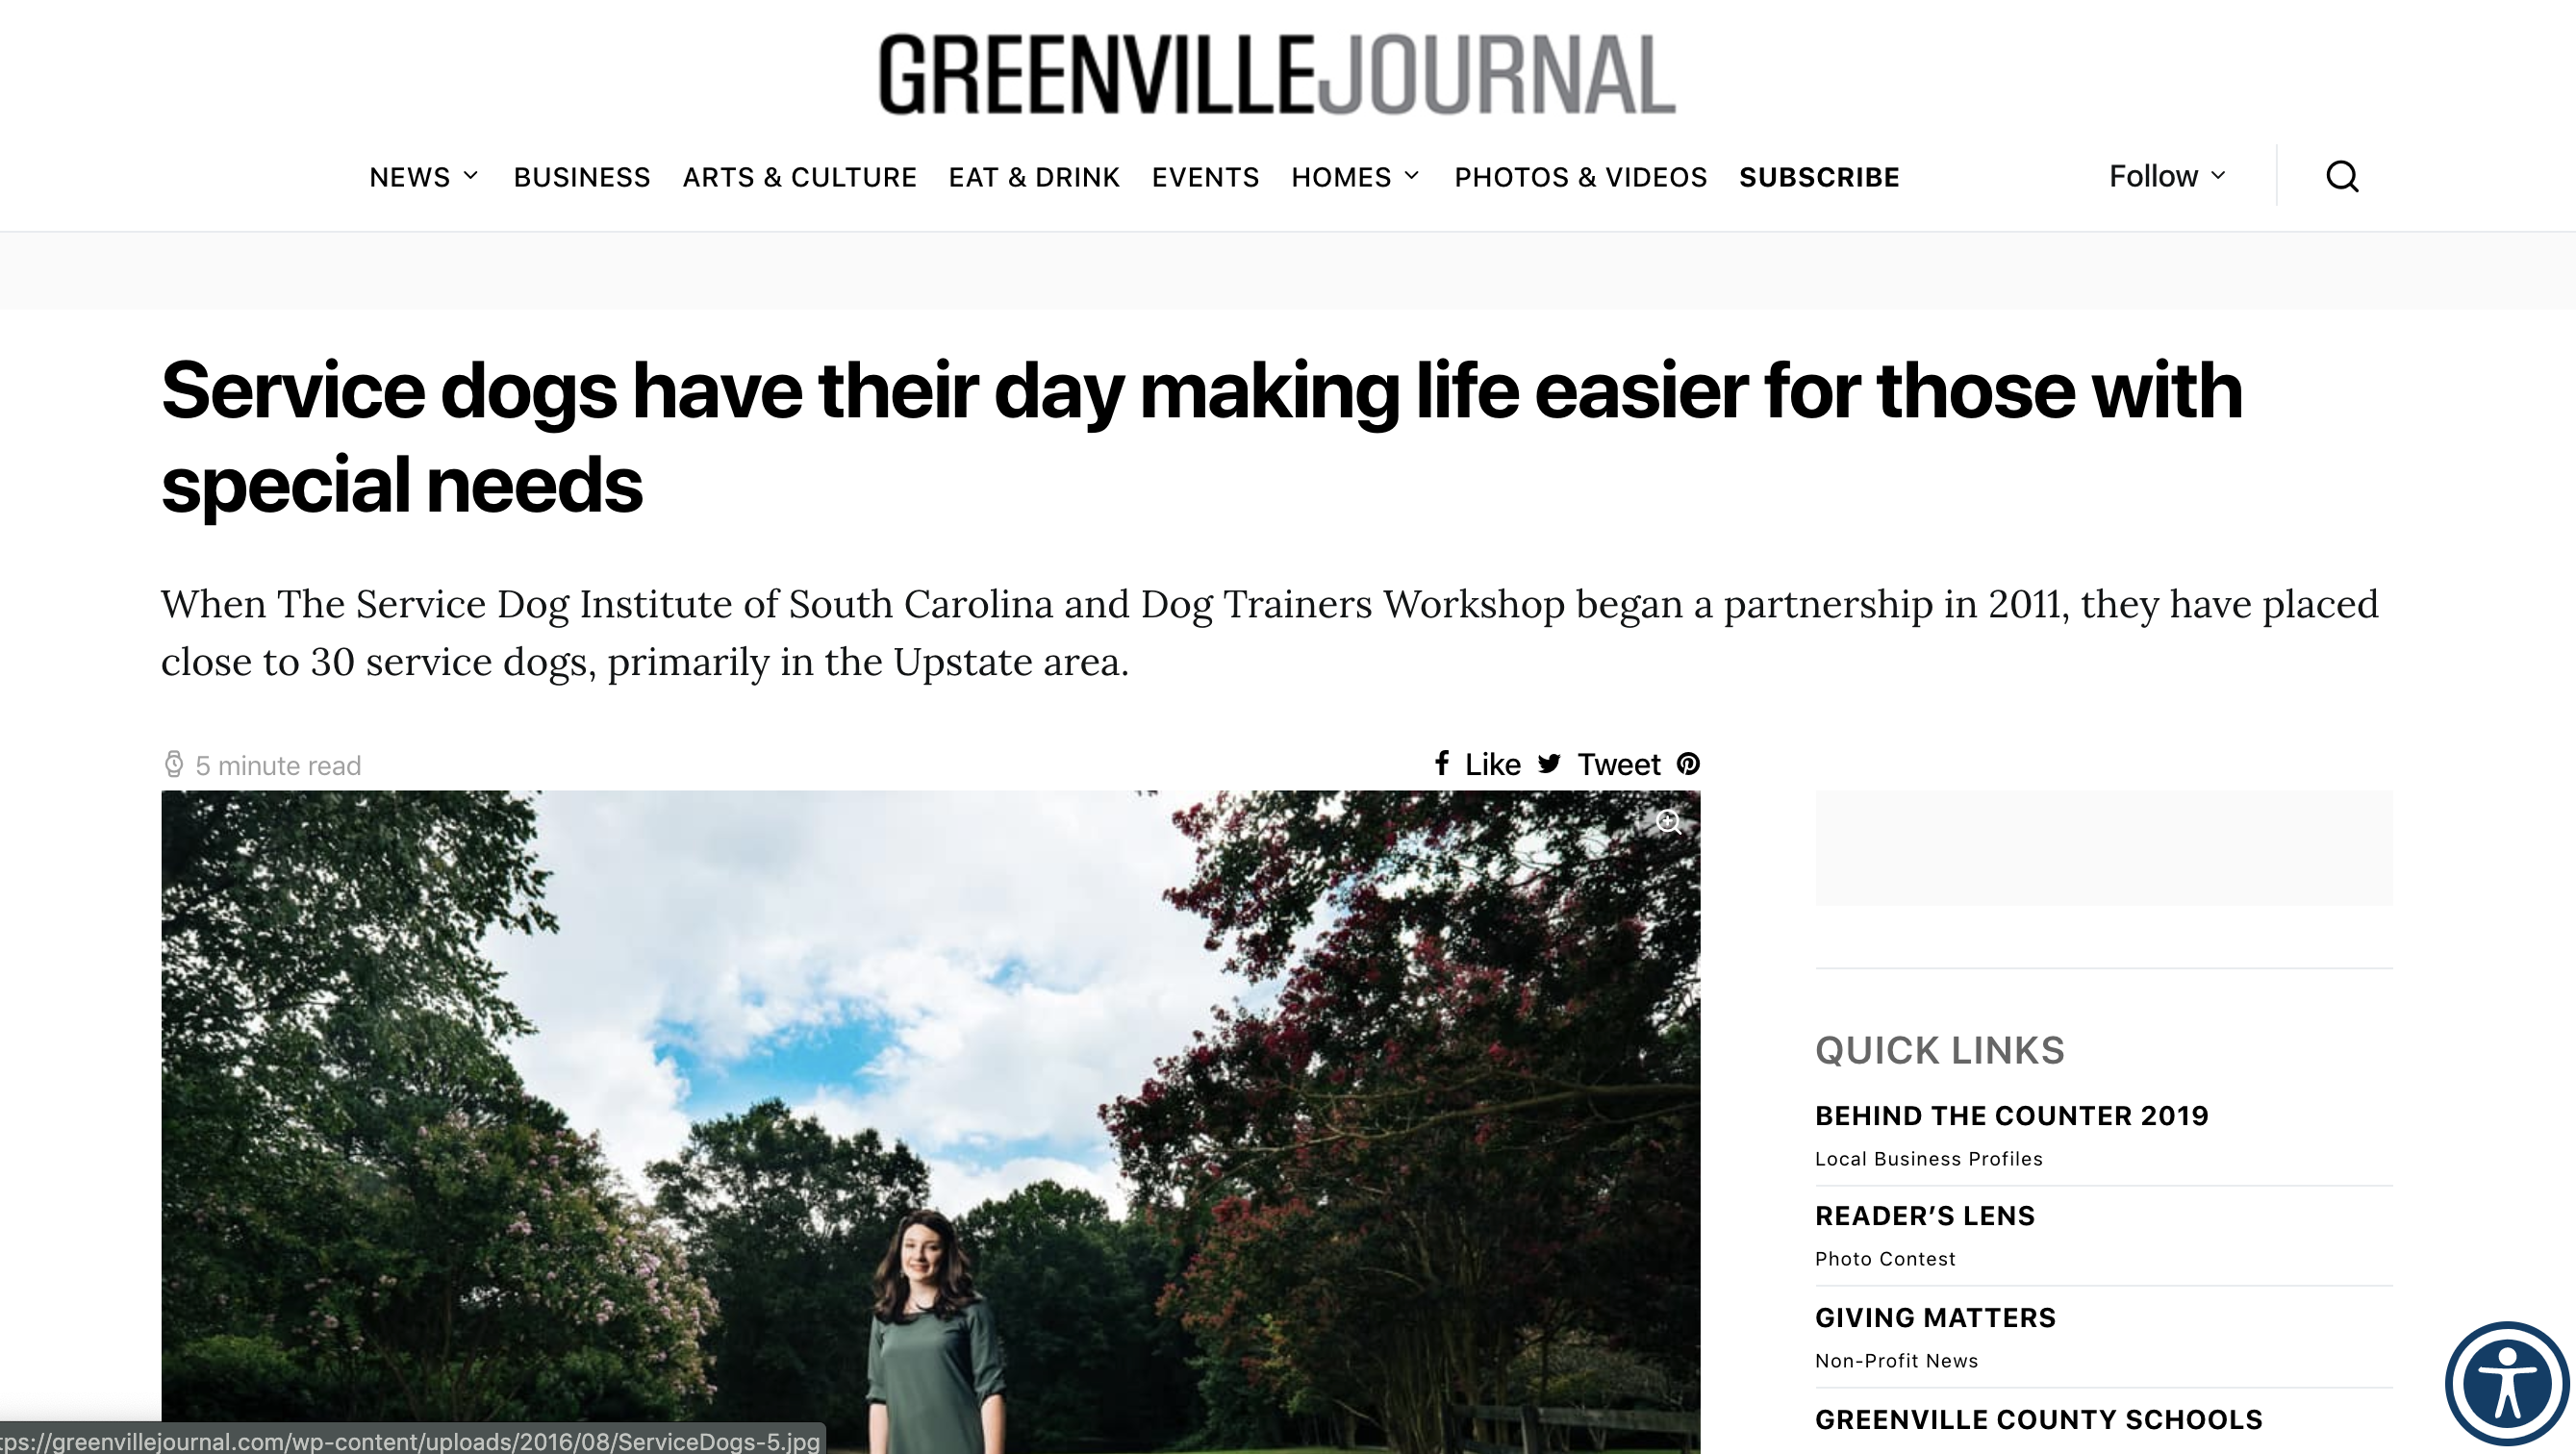 GREENVILLEJOURNAL
NEWS BUSINESS ARTS & CULTURE EAT & DRINK EVENTS HOMES PHOTOS & VIDEOS SUBSCRIBE Follow
Service dogs have their day making life easier for those with
special needs
When The Service Dog Institute of South Carolina and Dog Trainers Workshop began a partnership in 2011, they have placed
close to 30 service dogs, primarily in the Upstate area.
5 minute read
Like Tweet
QUICK LINKS
BEHIND THE COUNTER 2019
Local Business Profiles
READER’S LENS
Photo Contest
GIVING MATTERS
Non-Profit News
GREENVILLE COUNTY SCHOOLS
tps://greenvillejournal.com/wp-content/uploads/2016/08/ServiceDogs-5.jpg